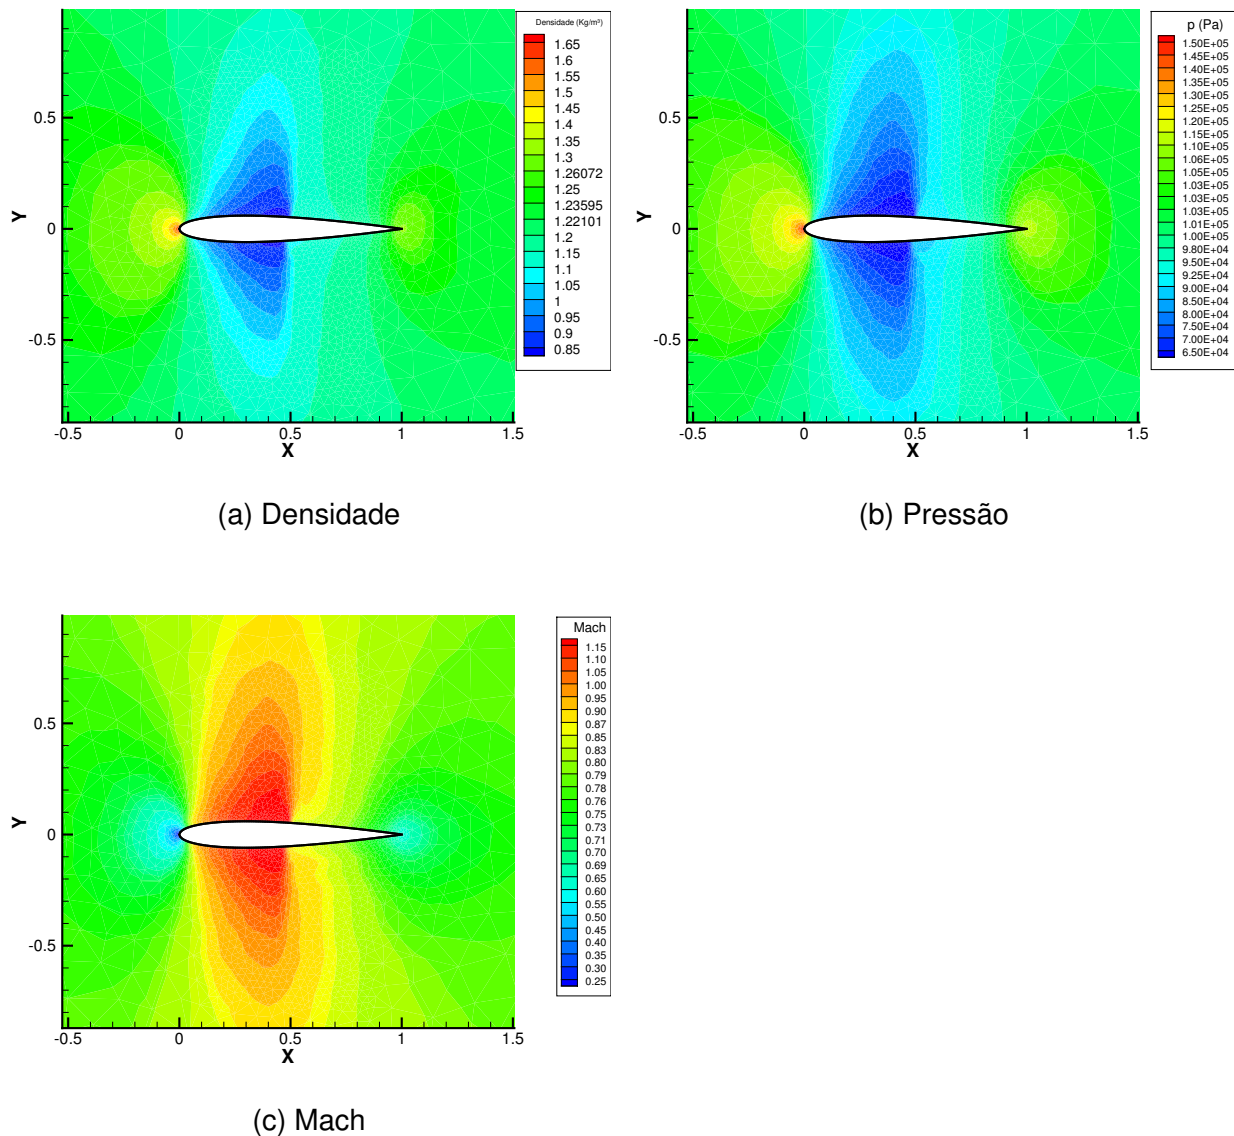 Densidade (Kg/m³)
1.65
1.6
1.55
1.45
1.4
1.35
1.3
1.26072
1.25
1.23595
1.22101
1.2
1.15
1.1
1.05
1
0.95
0.9
0.85
Y
0.5
0
-0.5
-0.5 0 0.5 1 1.5
X
(a) Densidade
p (Pa)
1.50E+05
1.45E+05
1.40E+05
1.35E+05
1.30E+05
1.25E+05
1.20E+05
1.15E+05
1.10E+05
1.06E+05
1.05E+05
1.03E+05
1.03E+05
1.01E+05
1.00E+05
9.80E+04
9.50E+04
9.25E+04
9.00E+04
8.50E+04
8.00E+04
7.50E+04
7.00E+04
6.50E+04
Y
0.5
0
-0.5
-0.5 0 0.5 1 1.5
X
(b) Pressão
Mach
1.15
1.10
1.05
1.00
0.95
0.90
0.87
0.83
0.80
0.79
0.78
0.76
0.75
0.73
0.71
0.70
0.69
0.65
0.60
0.55
0.50
0.45
0.40
0.35
0.30
0.25
Y
0.5
0
-0.5
-0.5 0 0.5 1 1.5
X
(c) Mach